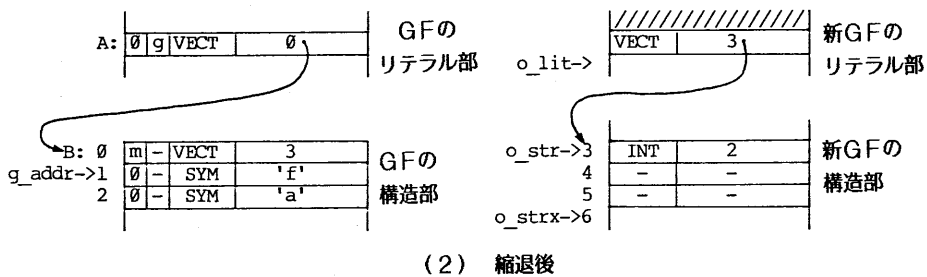 A: 0 g VECT 0 GFの
リテラル部
VECT 3 新GFの
o_lit-> リテラル部
B: 0 m - VECT 3 GFの
g_addr->1 0 - SYM 'f' 構造部
2 0 - SYM 'a'
o_str->3 INT 2 新GFの
4 - - 構造部
5 - -
o_strx->6
(2) 縮退後